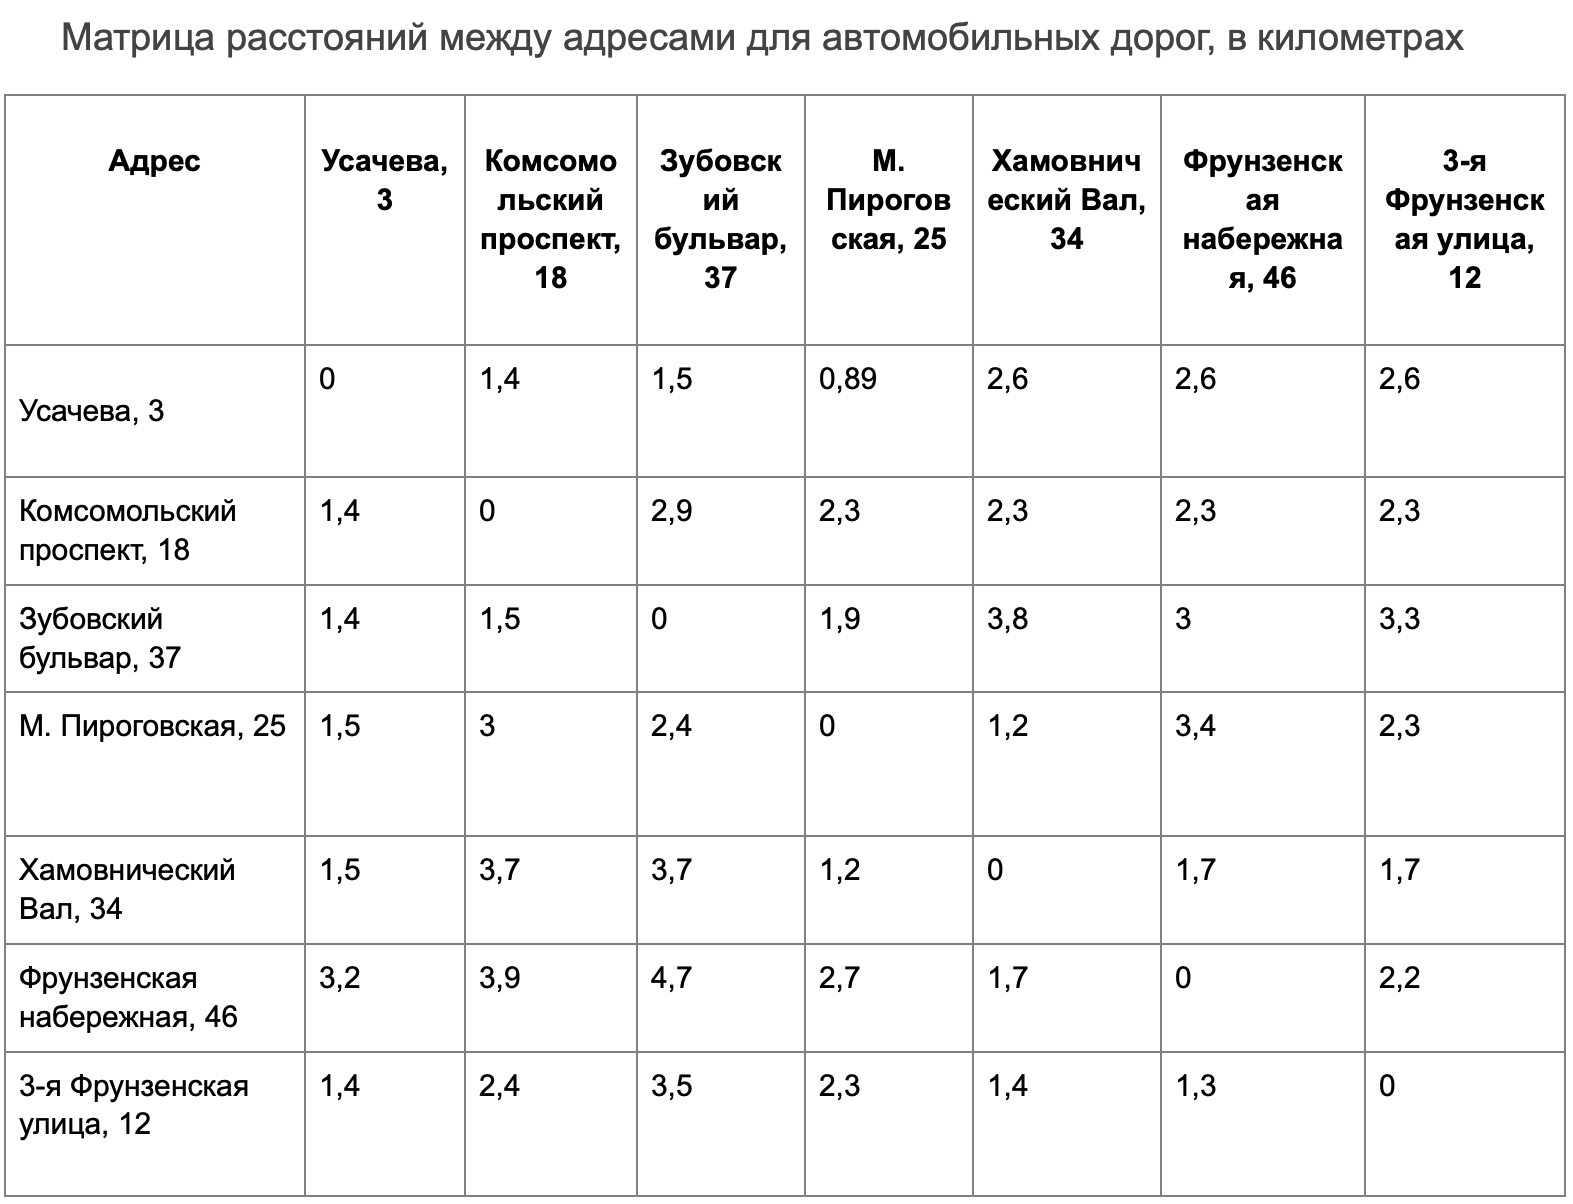 Матрица расстояний между адресами для автомобильных дорог, в километрах
Адрес
Усачева,
3
Комсомо
льский
проспект,
18
Зубовск
ий
бульвар,
37
М.
Пирогов
ская, 25
Хамовнич
еский Вал,
34
Фрунзенск
ая
набережна
я, 46
3-я
Фрунзенск
ая улица,
12
Усачева, 3
0
1,4
1,5
0,89
2,6
2,6
2,6
Комсомольский
проспект, 18
1,4
0
2,9
2,3
2,3
2,3
2,3
Зубовский
бульвар, 37
1,4
1,5
0
1,9
3,8
3
3,3
М. Пироговская, 25
1,5
3
2,4
0
1,2
3,4
2,3
Хамовнический
Вал, 34
1,5
3,7
3,7
1,2
0
1,7
1,7
Фрунзенская
набережная, 46
3,2
3,9
4,7
2,7
1,7
0
2,2
3-я Фрунзенская
улица, 12
1,4
2,4
3,5
2,3
1,4
1,3
0